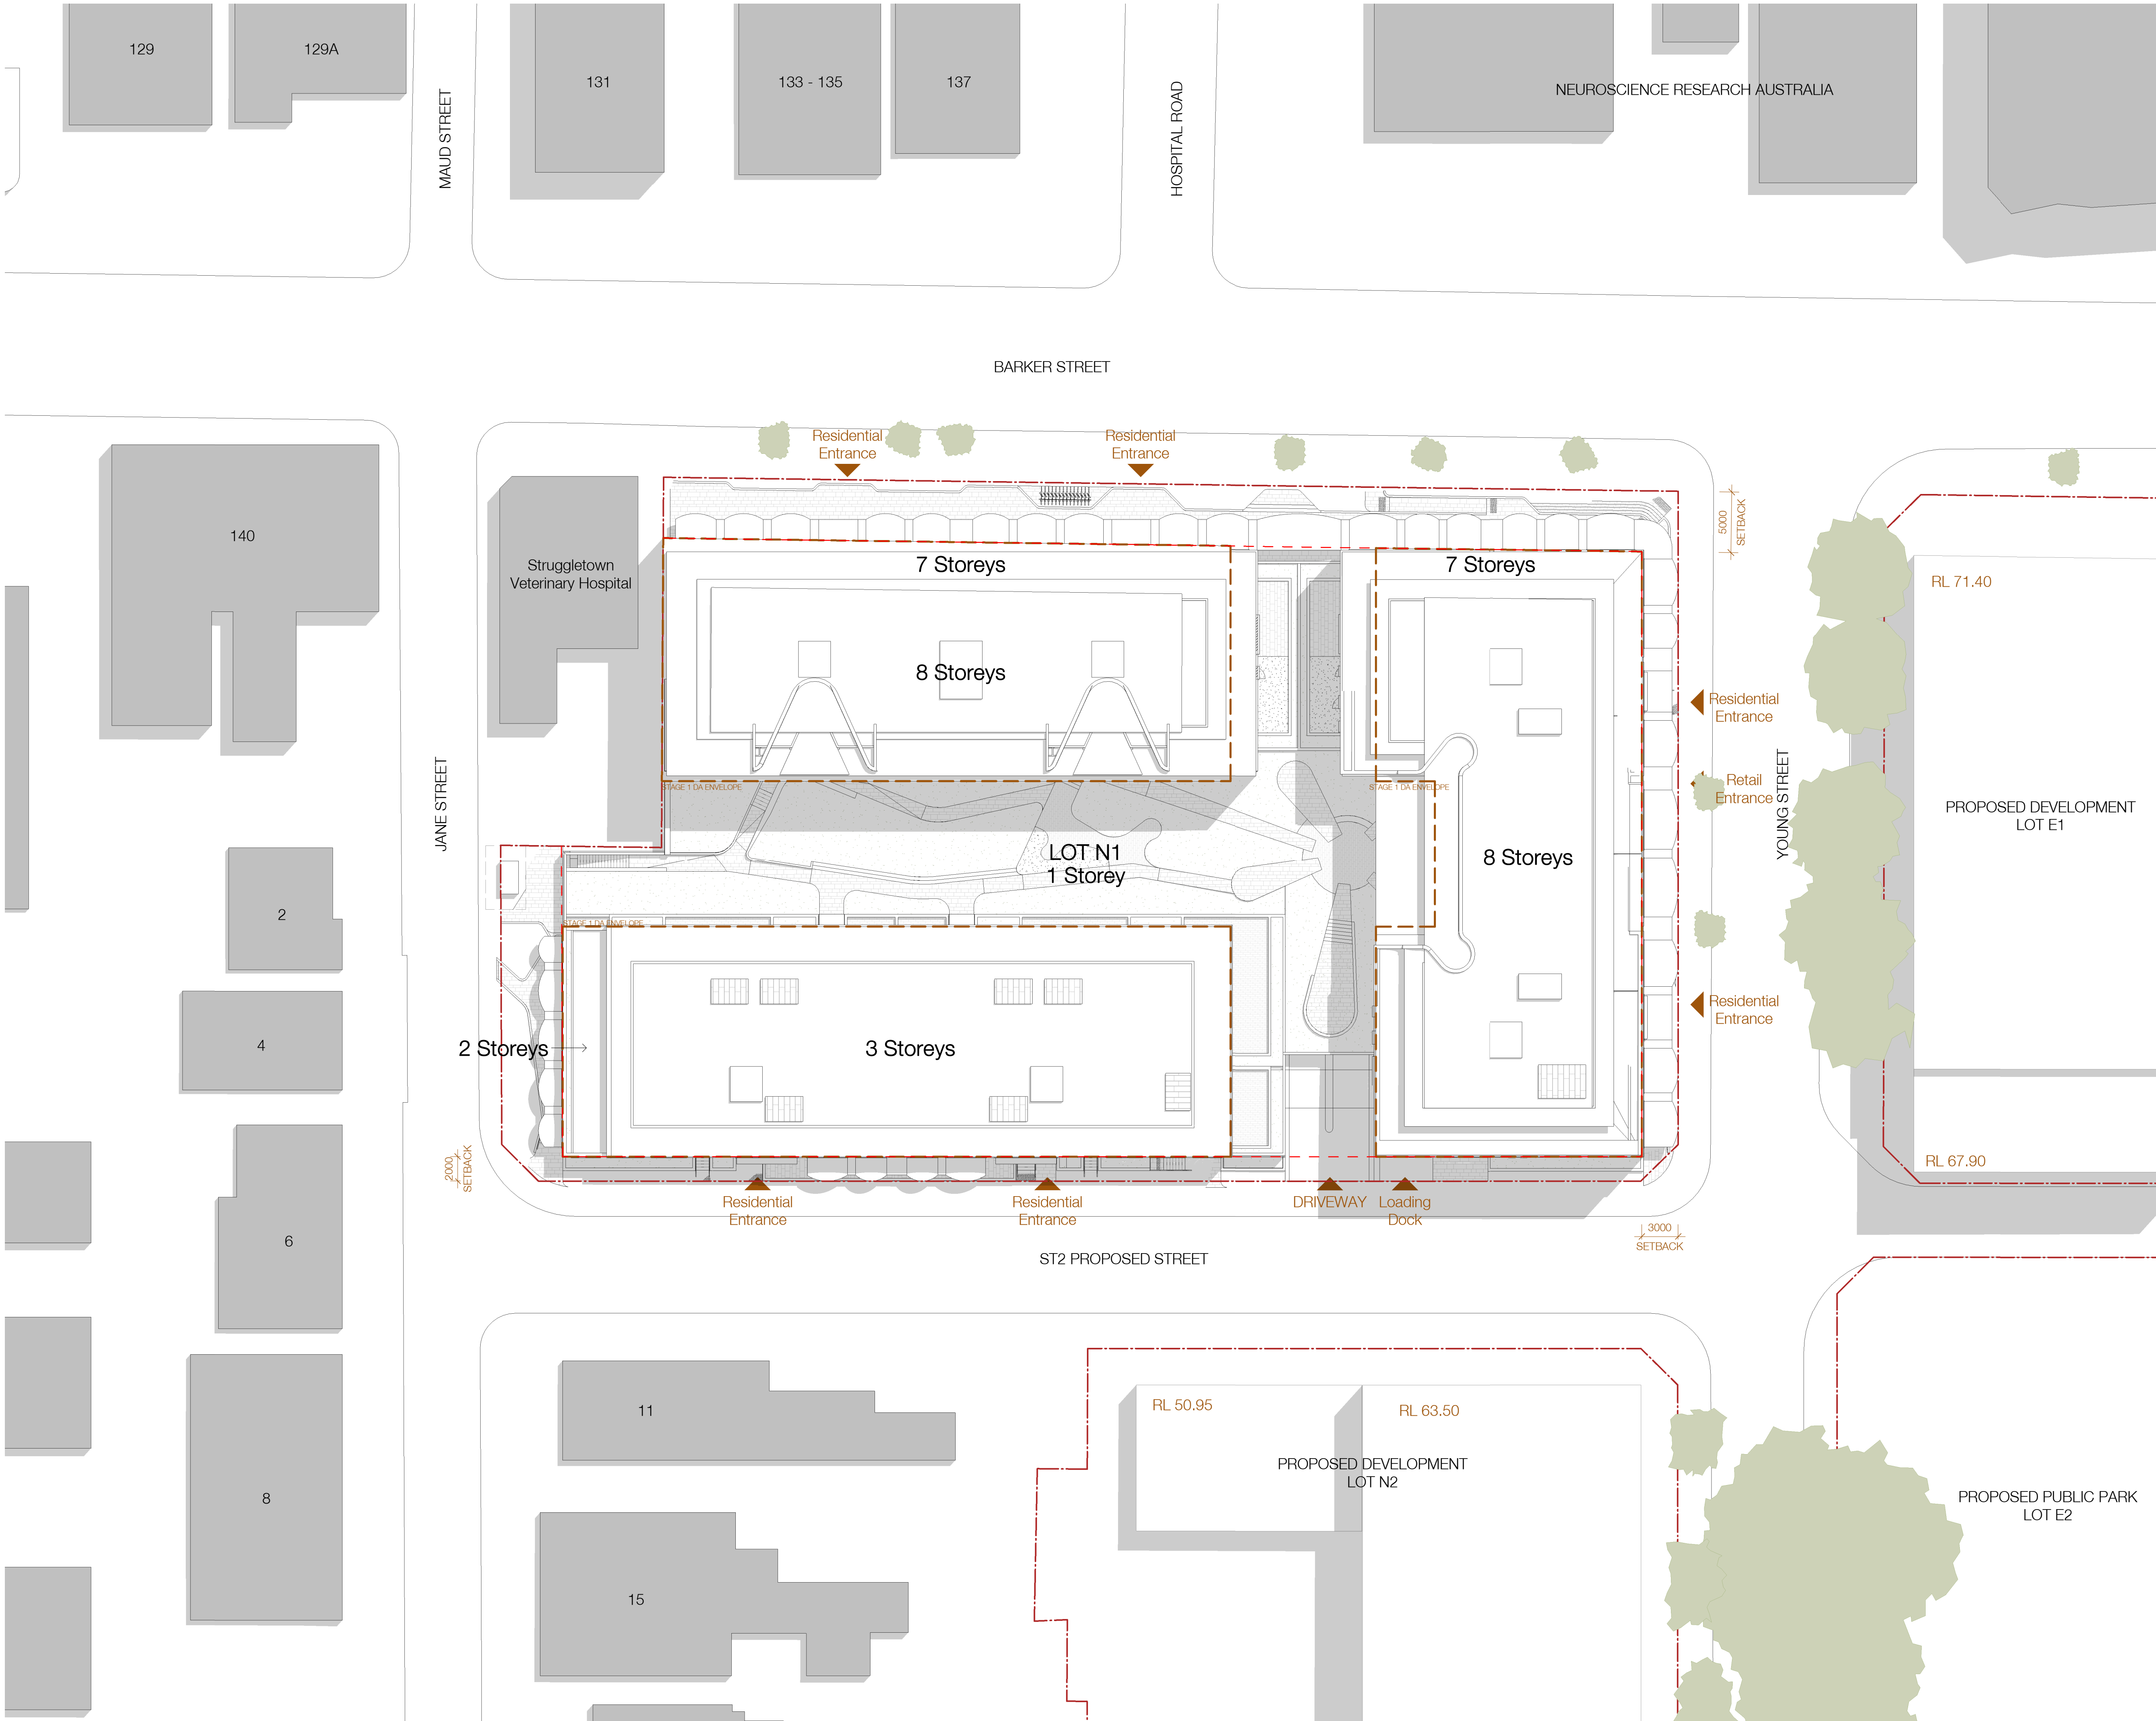 129
129A
131
133 - 135
137
MAUD STREET
HOSPITAL ROAD
NEUROSCIENCE RESEARCH AUSTRALIA
BARKER STREET
Residential
Entrance
Residential
Entrance
140
Struggletown
Veterinary Hospital
7 Storeys
7 Storeys
5000
SETBACK
RL 71.40
8 Storeys
Residential
Entrance
STAGE 1 DA ENVELOPE
STAGE 1 DA ENVELOPE
Retail
Entrance
JANE STREET
YOUNG STREET
PROPOSED DEVELOPMENT
LOT E1
LOT N1
1 Storey
8 Storeys
2
STAGE 1 DA ENVELOPE
Residential
Entrance
4
2 Storeys
3 Storeys
2000
SETBACK
RL 67.90
Residential
Entrance
Residential
Entrance
DRIVEWAY
Loading
Dock
6
3000
SETBACK
ST2 PROPOSED STREET
11
RL 50.95
RL 63.50
PROPOSED DEVELOPMENT
LOT N2
8
PROPOSED PUBLIC PARK
LOT E2
15